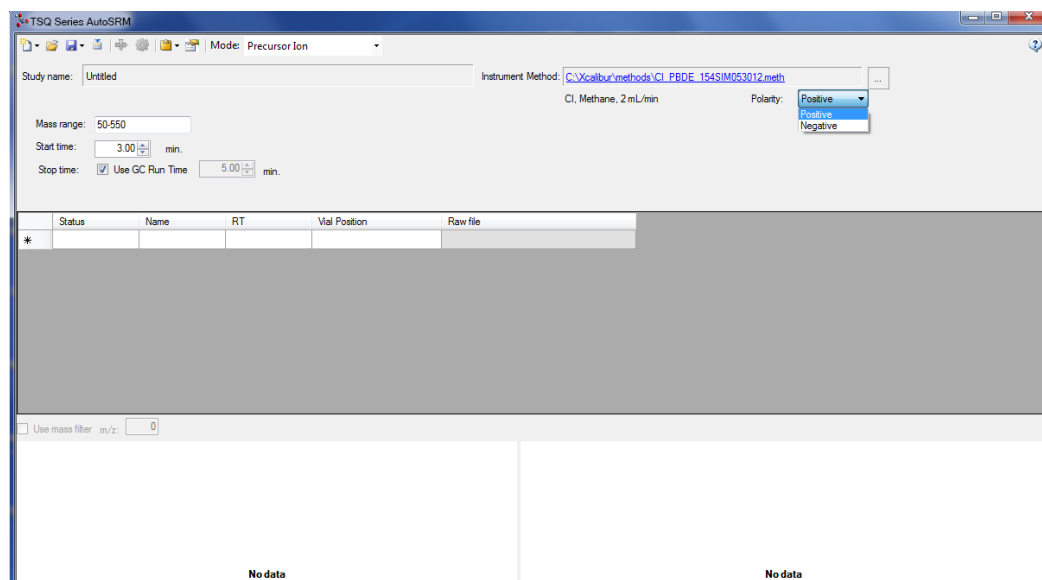 TSQ Series AutoSRM
Mode: Precursor Ion
Study name: Untitled Instrument Method: C:\Xcalibur\methods\CI_PBDE_154SIM053012.meth ...
CI, Methane, 2 mL/min Polarity: Positive
Positive
Mass range: 50-550 Negative
Start time: 3.00 min.
Stop time: Use GC Run Time 5.00 min.
Status Name RT Vial Position Raw file
Use mass filter m/z: 0
No data No data